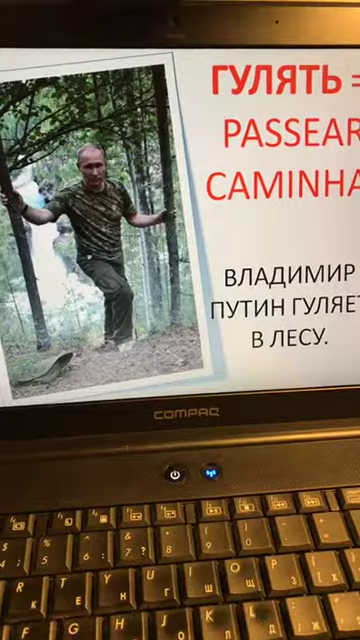 ГУЛЯТЬ =
PASSEAR
CAMINHA
ВЛАДИМИР
ПУТИН ГУЛЯЕТ
В ЛЕСУ.
COMPAQ